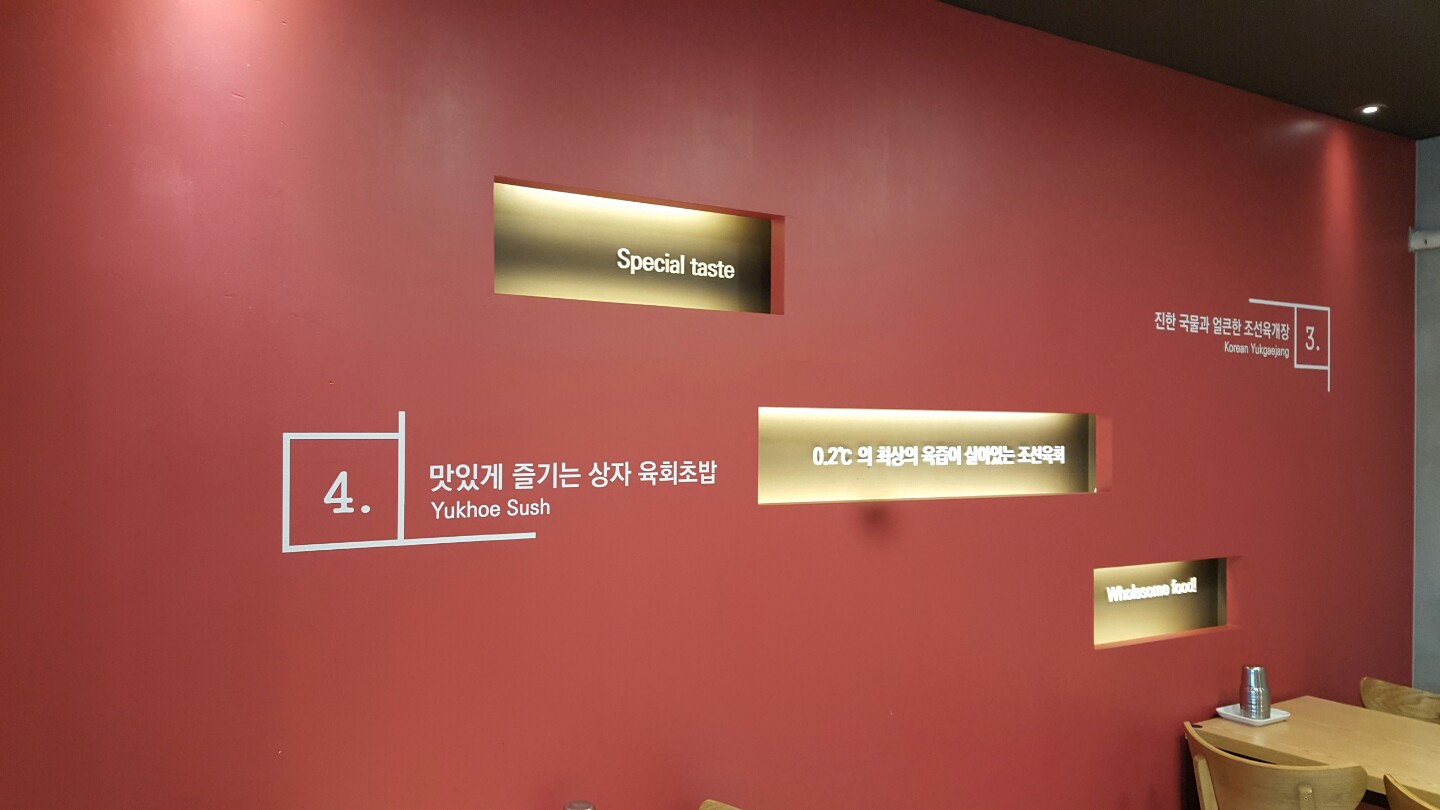 Special taste
진한 국물과 얼큰한 조선육개장
Korean Yukgaejang
3.
4.
맛있게 즐기는 상자 육회초밥
Yukhoe Sush
0.2℃ 의 최상의 육즙이 살아있는 조선육회
Wholesome food!